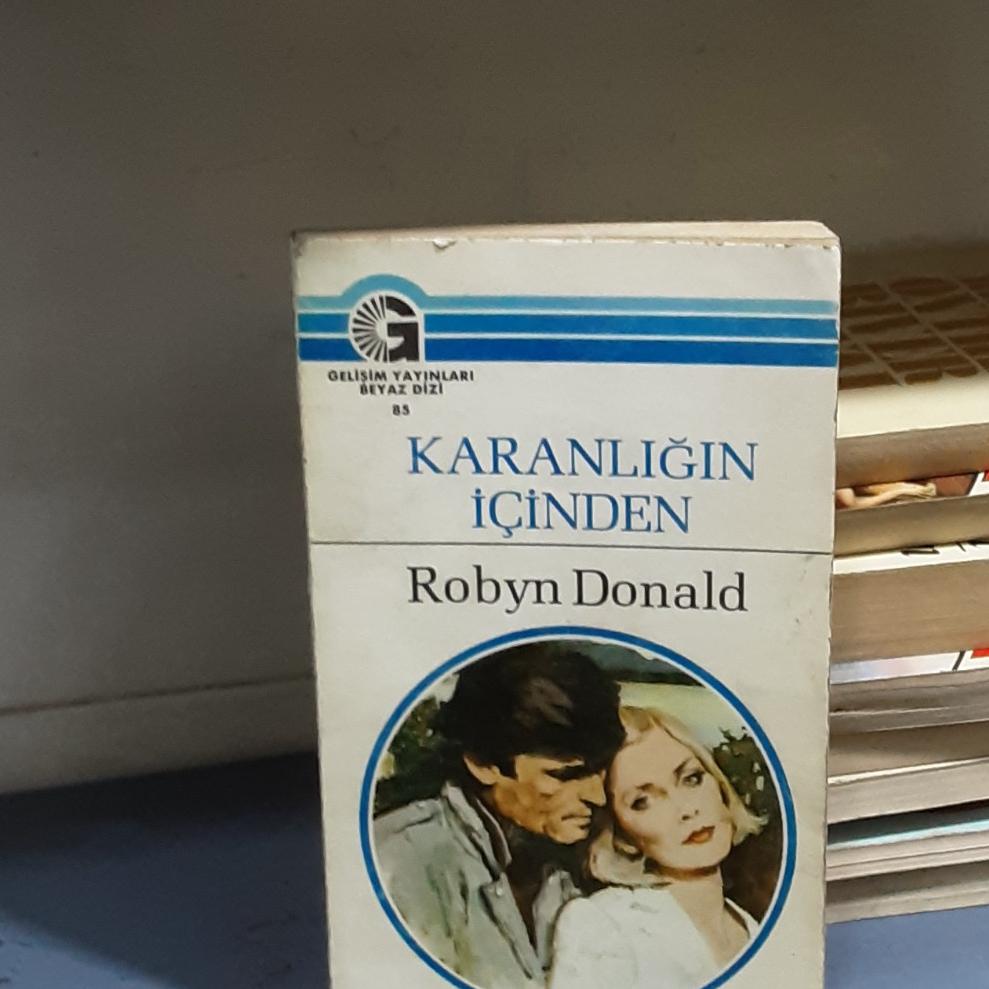 GELİŞİM YAYINLARI
BEYAZ DİZİ
85
KARANLIĞIN
İÇİNDEN
Robyn Donald